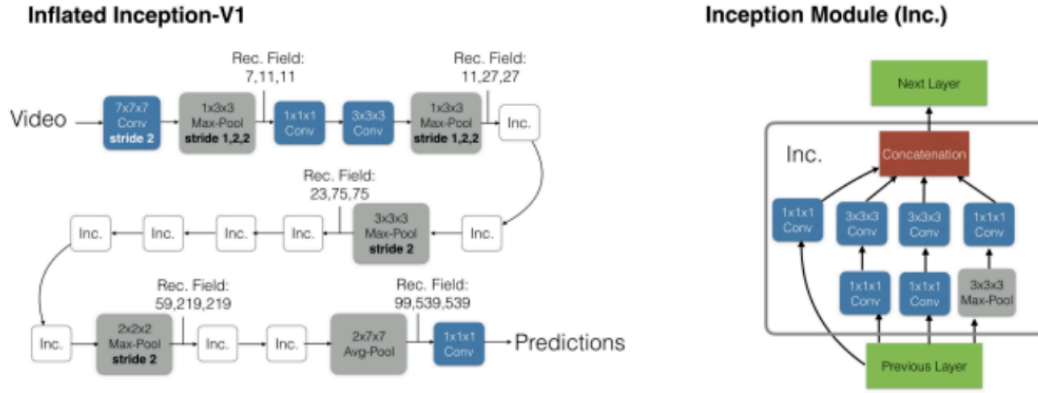 Inflated Inception-V1
Rec. Field:
7,11,11
Rec. Field:
11,27,27
Video
7x7x7
Conv
stride 2
1x3x3
Max-Pool
stride 1,2,2
1x1x1
Conv
3x3x3
Conv
1x3x3
Max-Pool
stride 1,2,2
Inc.
Rec. Field:
23,75,75
Inc.
Inc.
Inc.
Inc.
3x3x3
Max-Pool
stride 2
Inc.
Rec. Field:
59,219,219
Rec. Field:
99,539,539
Inc.
2x2x2
Max-Pool
stride 2
Inc.
Inc.
2x7x7
Avg-Pool
1x1x1
Conv
Predictions
Inception Module (Inc.)
Next Layer
Inc.
Concatenation
1x1x1
Conv
3x3x3
Conv
3x3x3
Conv
1x1x1
Conv
1x1x1
Conv
1x1x1
Conv
3x3x3
Max-Pool
Previous Layer